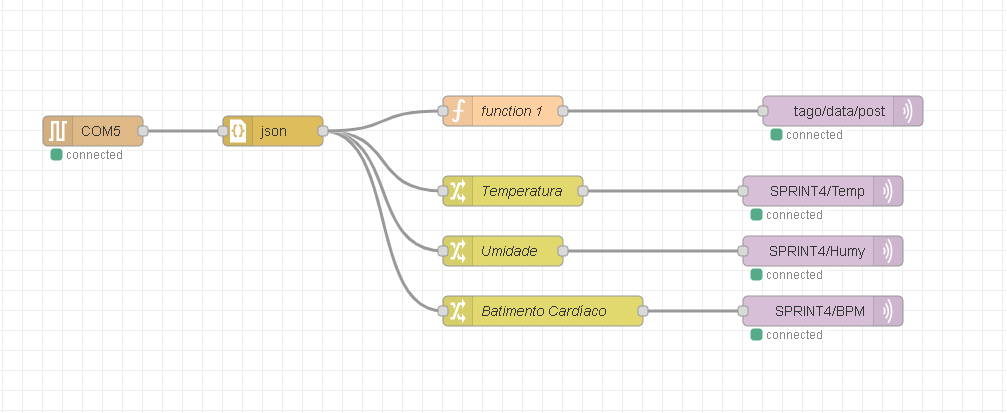 COM5
connected
json
function 1
tago/data/post
connected
Temperatura
SPRINT4/Temp
connected
Umidade
SPRINT4/Humy
connected
Batimento Cardíaco
SPRINT4/BPM
connected